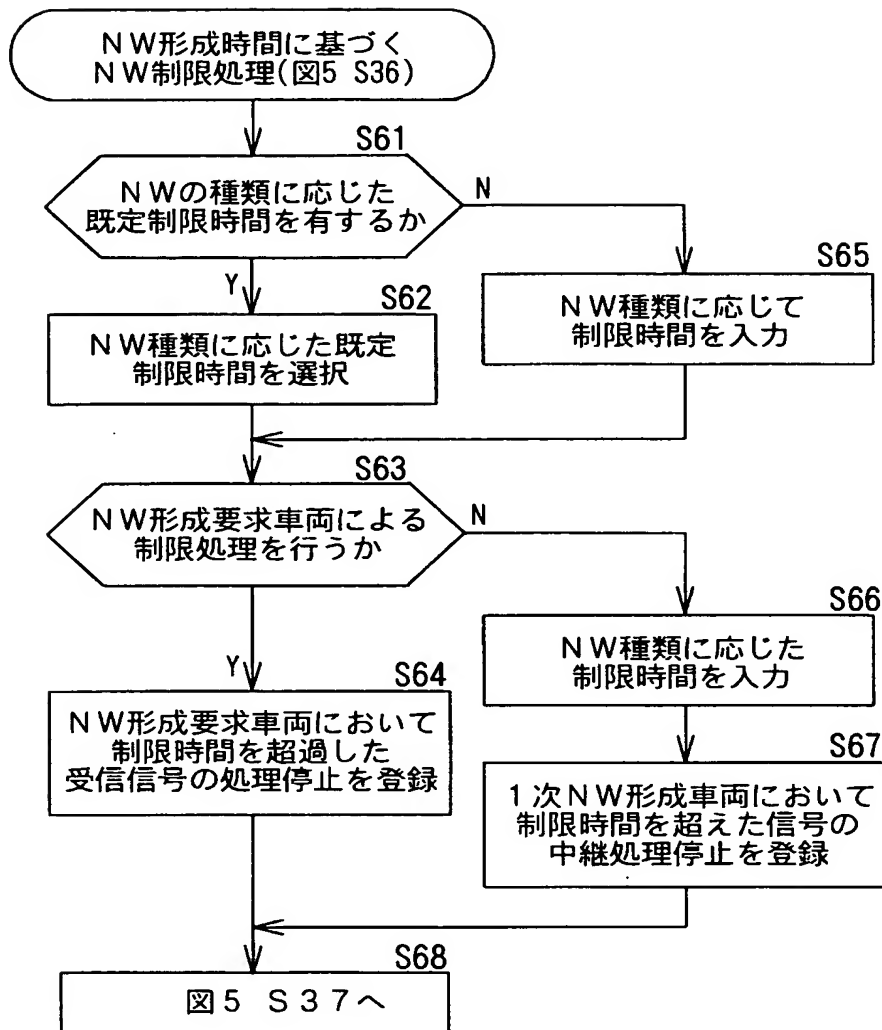 NW形成時間に基づく
NW制限処理(図5 S36)
S61
NWの種類に応じた
既定制限時間を有するか
N
Y
S62
NW種類に応じた既定
制限時間を選択
S65
NW種類に応じて
制限時間を入力
S63
NW形成要求車両による
制限処理を行うか
N
Y
S64
NW形成要求車両において
制限時間を超過した
受信信号の処理停止を登録
S66
NW種類に応じた
制限時間を入力
S67
1次NW形成車両において
制限時間を超えた信号の
中継処理停止を登録
S68
図5 S37へ